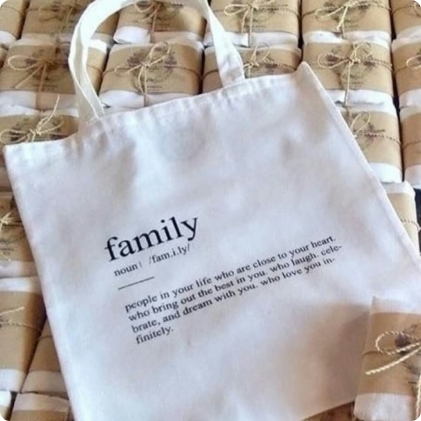 family
noun | /fam.i.ly/
people in your life who are close to your heart.
who bring out the best in you. who laugh. cele-
brate, and dream with you. who love you in-
finitely.